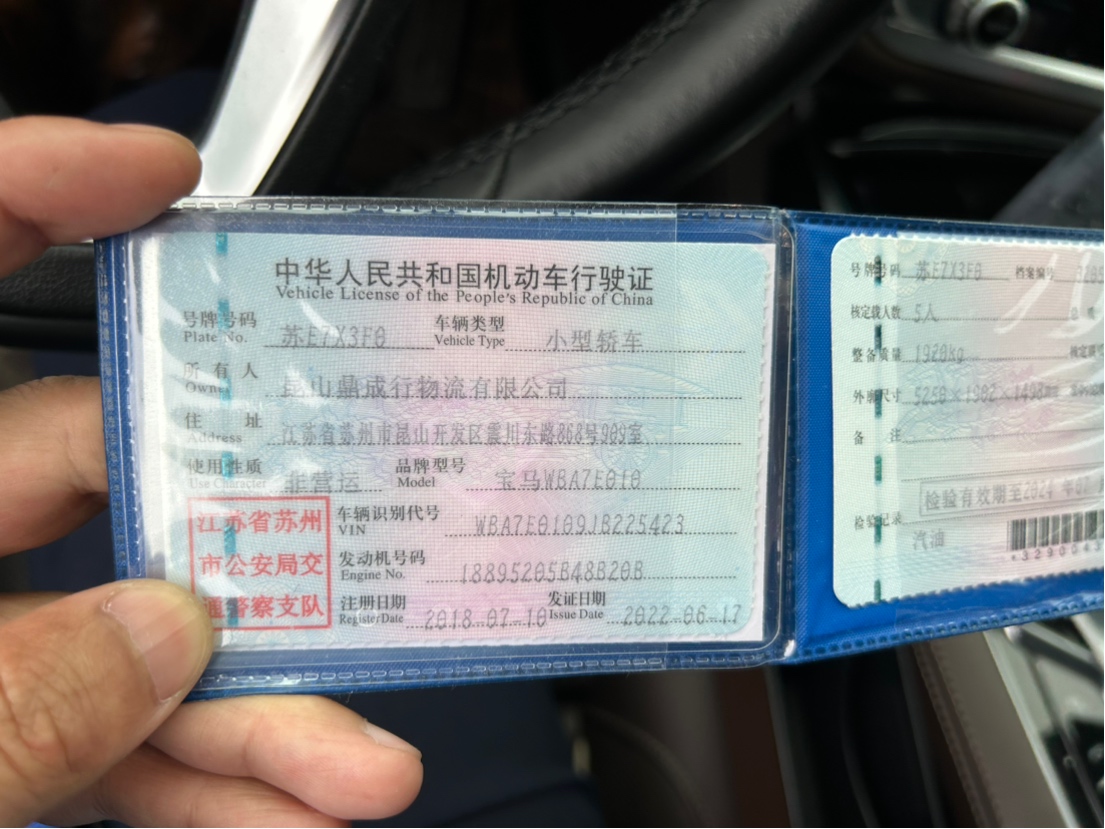 中华人民共和国机动车行驶证
Vehicle License of the People's Republic of China
号牌号码 苏E7X3F0 车辆类型 小型轿车
Plate No. Vehicle Type
所有人 昆山鼎成行物流有限公司
Owner
住址 江苏省苏州市昆山开发区震川东路868号909室
Address
使用性质 非营运 品牌型号 宝马WBA7E010
Use Character Model
江苏省苏州
市公安局交
通警察支队
车辆识别代号 WBA7E0109JB225423
VIN
发动机号码 18895205B48B20B
Engine No.
注册日期 2018-07-10 发证日期 2022-06-17
Register Date Issue Date
号牌号码 苏E7X3F0 档案编号
核定载人数 5人
整备质量 1920kg
外廓尺寸 5250×1902×1498mm
备注
检验有效期至2024年07
检验记录
汽油